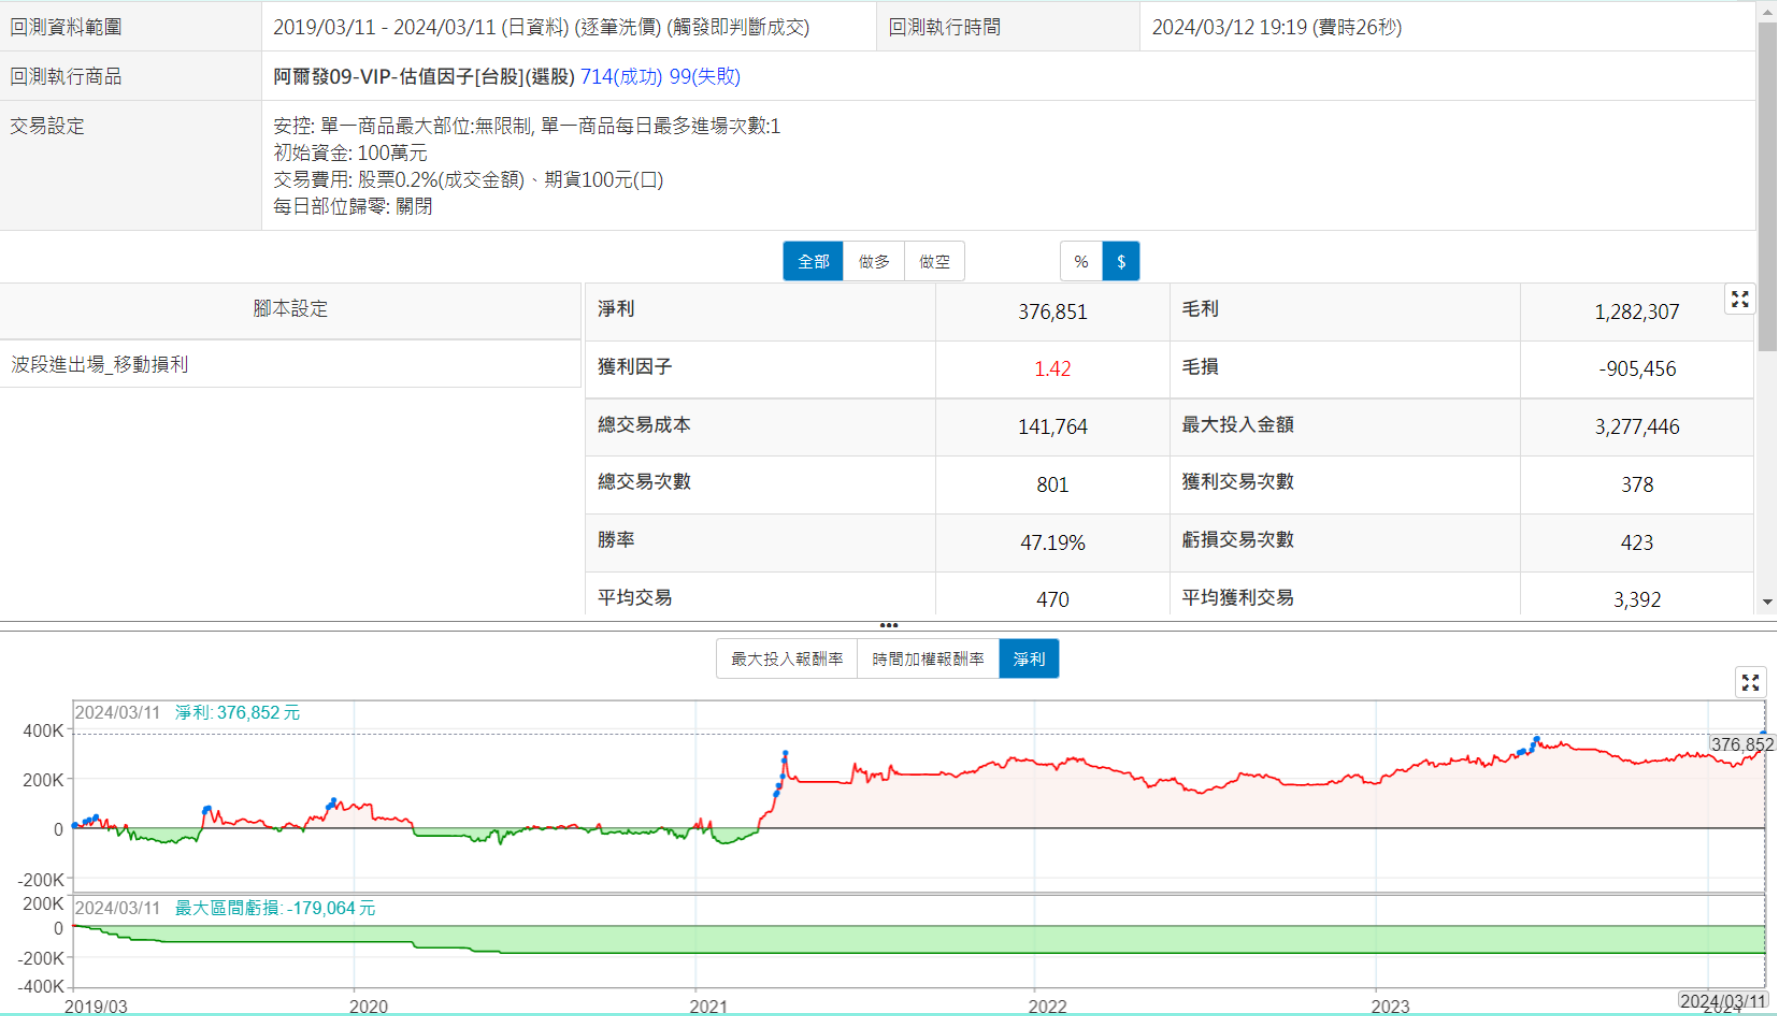 回測資料範圍 2019/03/11 - 2024/03/11 (日資料) (逐筆洗價) (觸發即判斷成交) 回測執行時間 2024/03/12 19:19 (費時26秒)
回測執行商品 阿爾發09-VIP-估值因子[台股](選股) 714(成功) 99(失敗)
交易設定 安控: 單一商品最大部位:無限制, 單一商品每日最多進場次數:1
初始資金: 100萬元
交易費用: 股票0.2%(成交金額)、期貨100元(口)
每日部位歸零: 關閉
全部 做多 做空 % $
腳本設定
波段進出場_移動損利
淨利 376,851 毛利 1,282,307
獲利因子 1.42 毛損 -905,456
總交易成本 141,764 最大投入金額 3,277,446
總交易次數 801 獲利交易次數 378
勝率 47.19% 虧損交易次數 423
平均交易 470 平均獲利交易 3,392
最大投入報酬率 時間加權報酬率 淨利
2024/03/11 淨利: 376,852 元
400K
376,852
200K
0
-200K
200K
2024/03/11 最大區間虧損: -179,064 元
0
-200K
-400K
2019/03 2020 2021 2022 2023 2024
2024/03/11